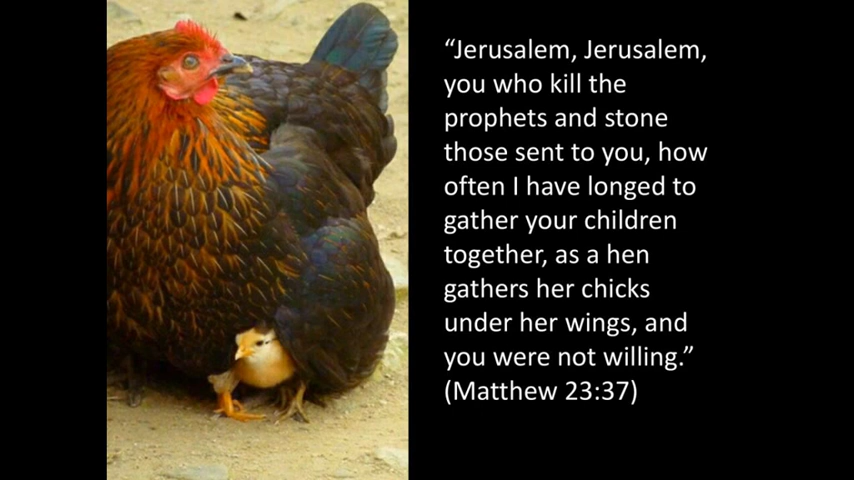 “Jerusalem, Jerusalem,
you who kill the
prophets and stone
those sent to you, how
often I have longed to
gather your children
together, as a hen
gathers her chicks
under her wings, and
you were not willing.”
(Matthew 23:37)